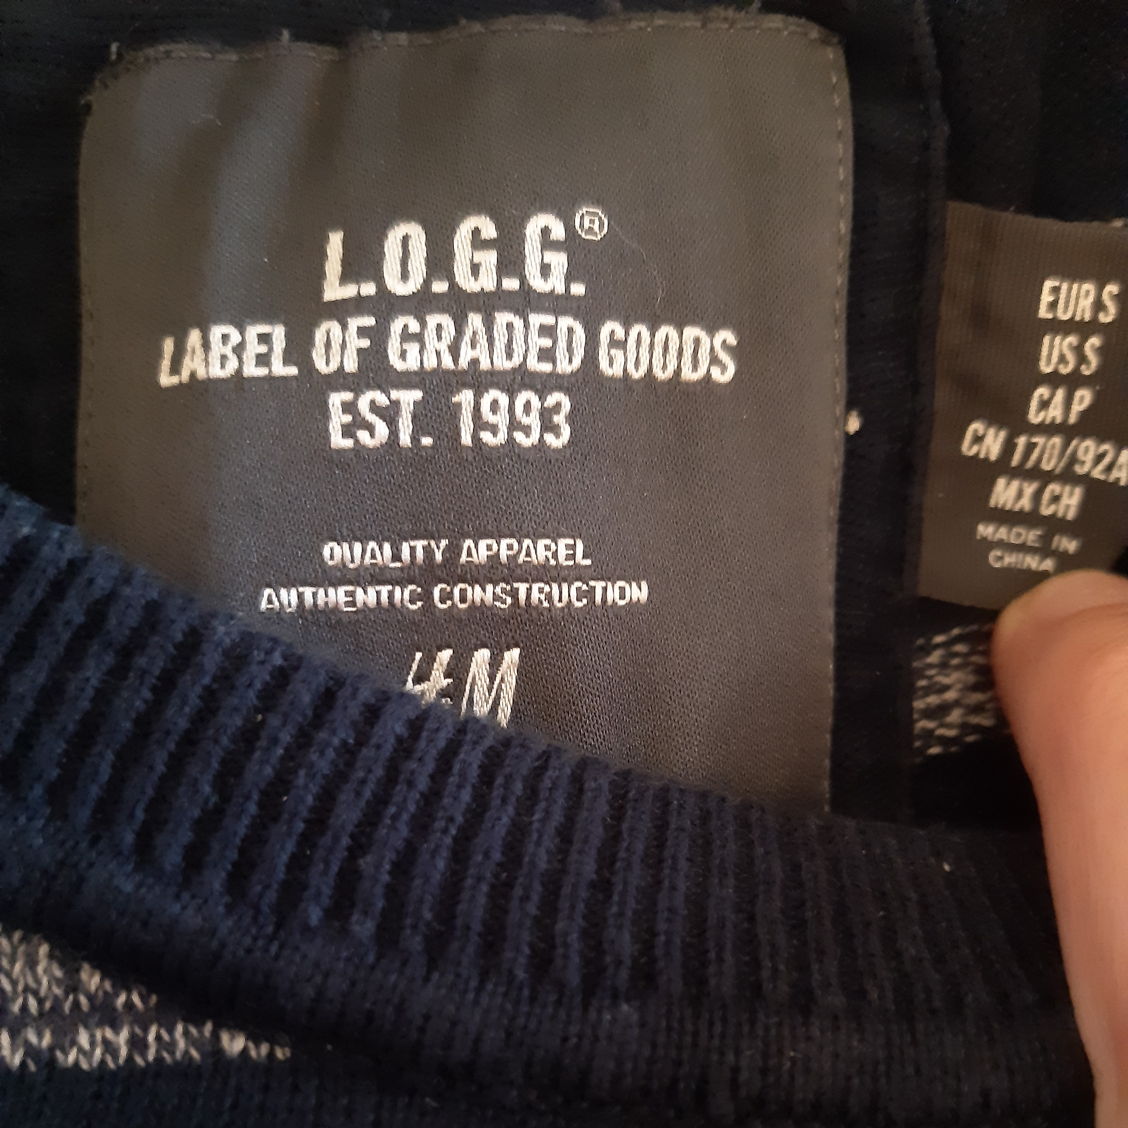 L.O.G.G.®
LABEL OF GRADED GOODS
EST. 1993
QUALITY APPAREL
AUTHENTIC CONSTRUCTION
EUR S
US S
CA P
CN 170/92A
MX CH
MADE IN
CHINA